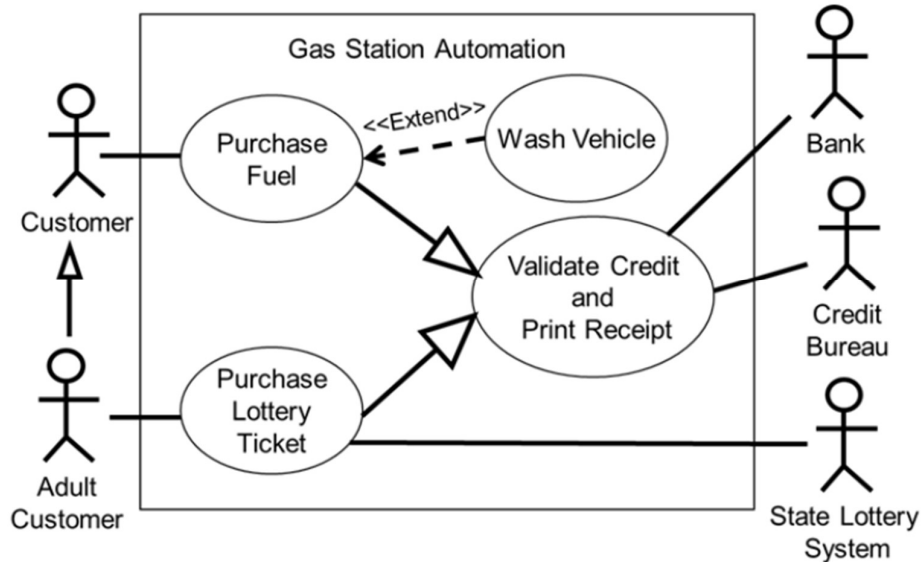 Gas Station Automation
Purchase
Fuel
<<Extend>>
Wash Vehicle
Customer
Bank
Validate Credit
and
Print Receipt
Credit
Bureau
Purchase
Lottery
Ticket
Adult
Customer
State Lottery
System